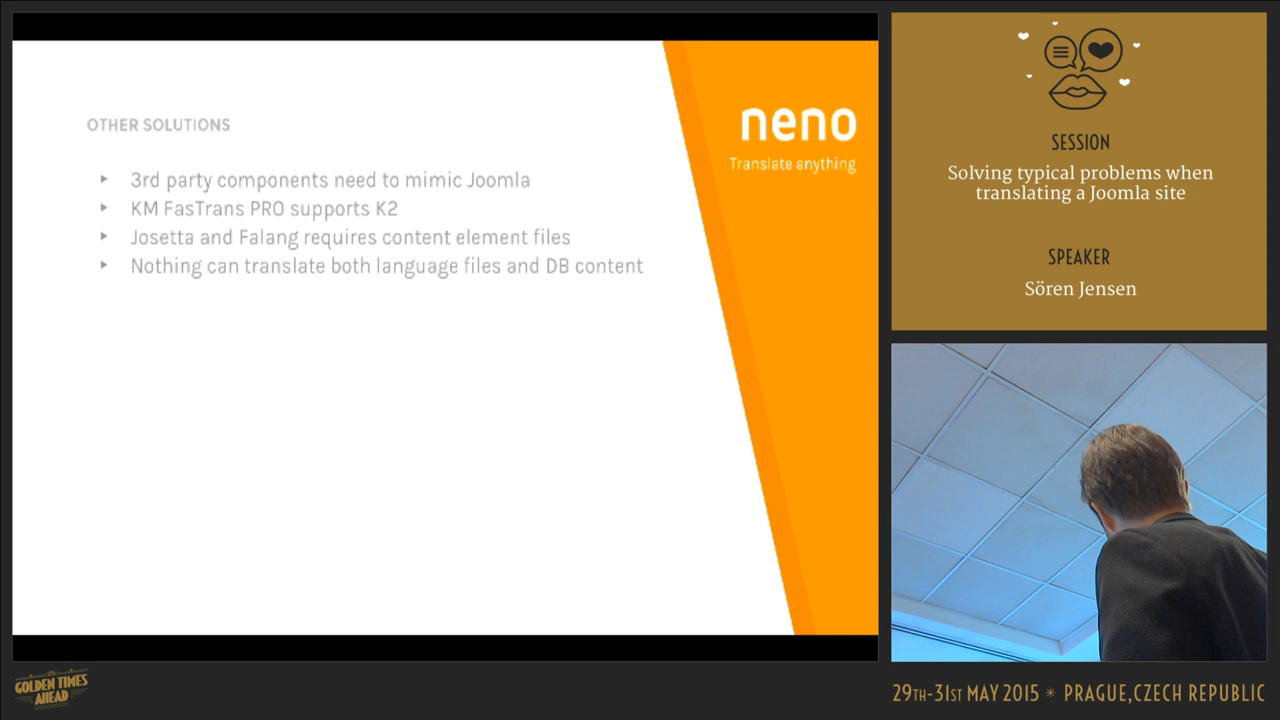 OTHER SOLUTIONS
3rd party components need to mimic Joomla
KM FasTrans PRO supports K2
Josetta and Falang requires content element files
Nothing can translate both language files and DB content
neno
Translate anything
SESSION
Solving typical problems when
translating a Joomla site
SPEAKER
Sören Jensen
GOLDEN TIMES
AHEAD
29TH-31ST MAY 2015 * PRAGUE, CZECH REPUBLIC